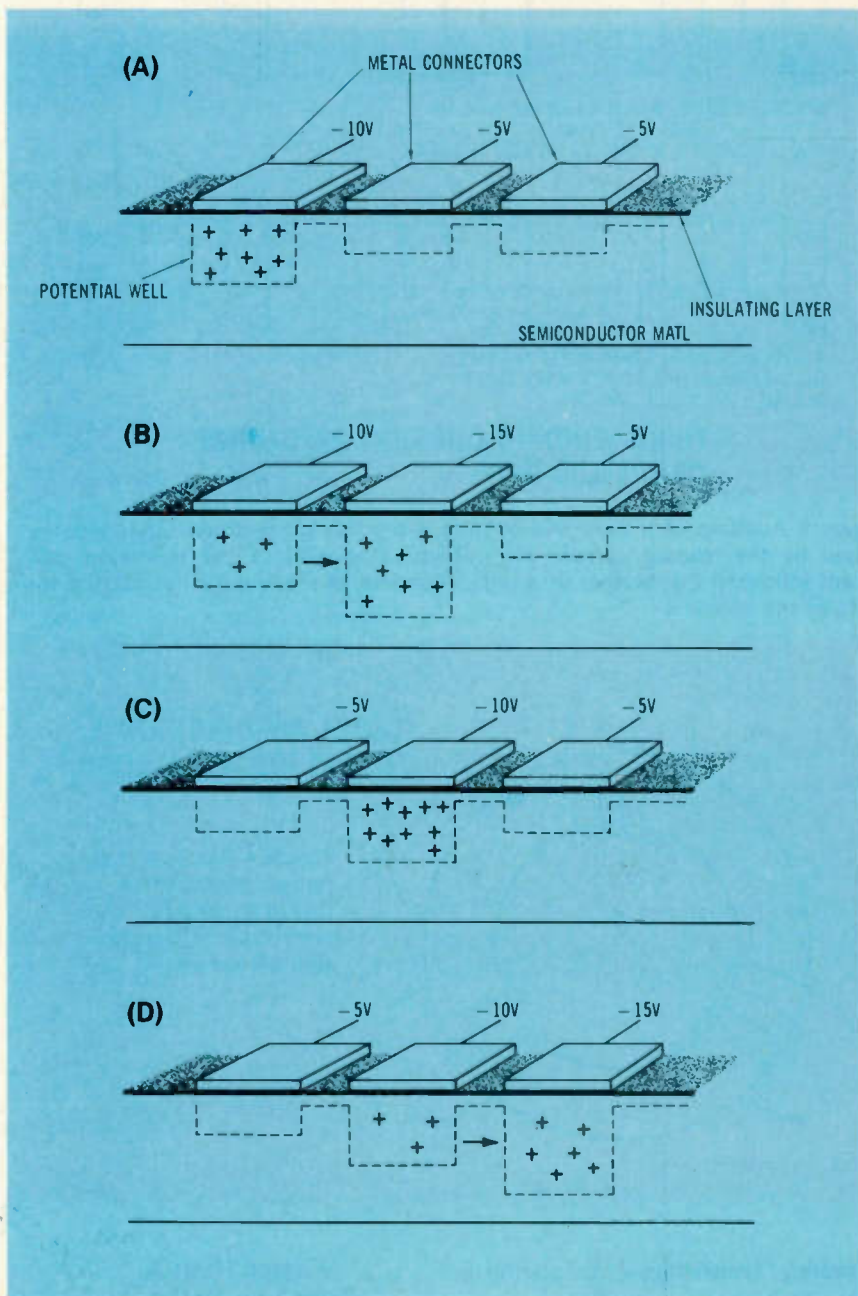 (A)
METAL CONNECTORS
−10V −5V −5V
POTENTIAL WELL
INSULATING LAYER
SEMICONDUCTOR MATL
(B)
−10V −15V −5V
(C)
−5V −10V −5V
(D)
−5V −10V −15V